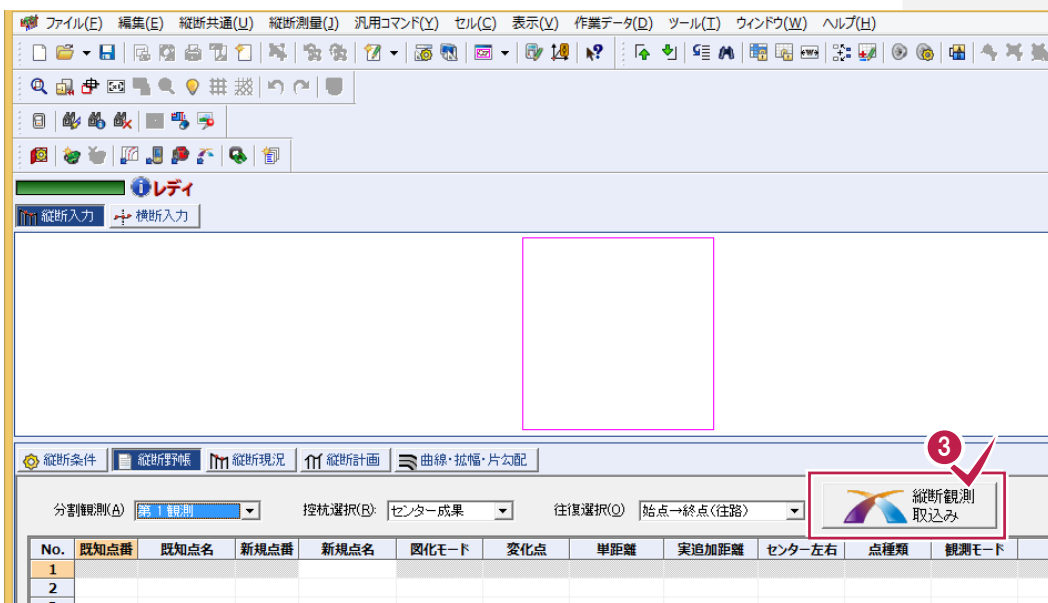 ファイル(F) 編集(E) 縦断共通(U) 縦断測量(J) 汎用コマンド(Y) セル(C) 表示(V) 作業データ(D) ツール(T) ウィンドウ(W) ヘルプ(H)
レディ
縦断入力 横断入力
3
縦断条件 縦断野帳 縦断現況 縦断計画 曲線・拡幅・片勾配
縦断観測
取込み
分割観測(A) 第1観測 控杭選択(R): センター成果 往復選択(O) 始点→終点(往路)
No. 既知点番 既知点名 新規点番 新規点名 図化モード 変化点 単距離 実追加距離 センター左右 点種類 観測モード
1
2